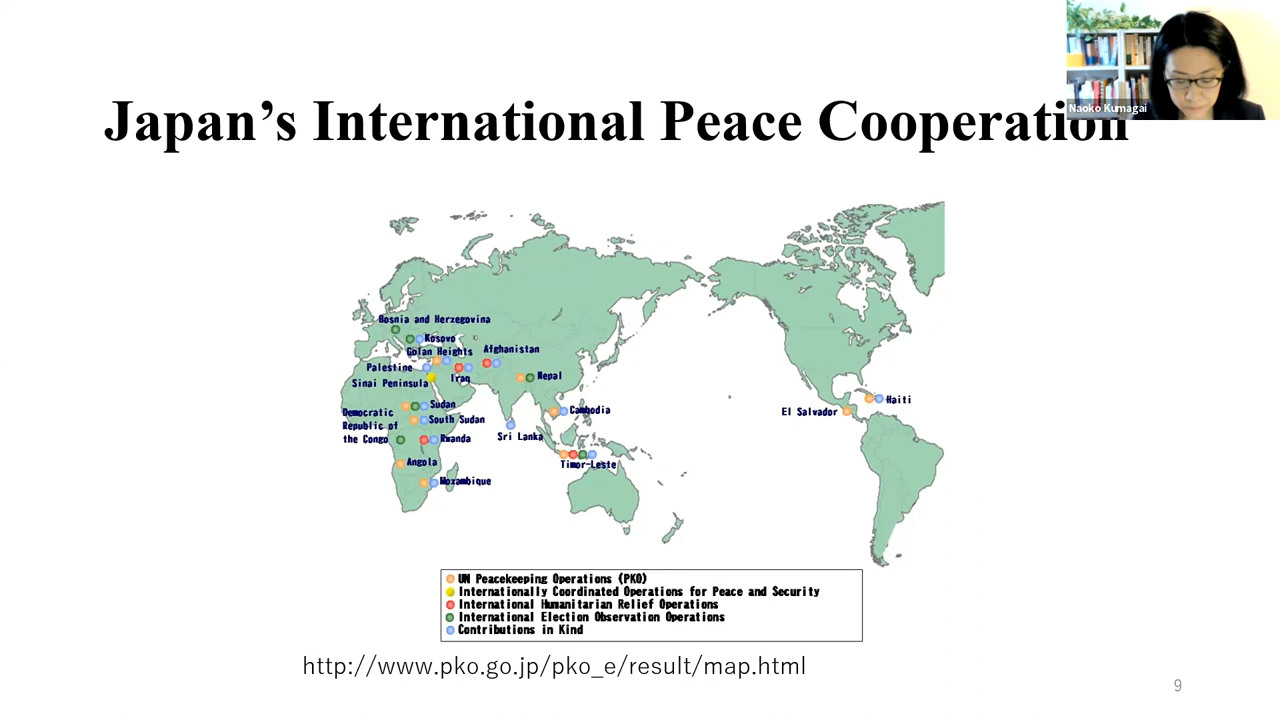 Naoko Kumagai
Japan's International Peace Cooperation
Bosnia and Herzegovina
Kosovo
Golan Heights
Afghanistan
Palestine
Iraq
Nepal
Sinai Peninsula
Haiti
Sudan
El Salvador
Cambodia
Democratic
Republic of
the Congo
South Sudan
Sri Lanka
Rwanda
Angola
Timor-Leste
Mozambique
UN Peacekeeping Operations (PKO)
Internationally Coordinated Operations for Peace and Security
International Humanitarian Relief Operations
International Election Observation Operations
Contributions in Kind
http://www.pko.go.jp/pko_e/result/map.html
9